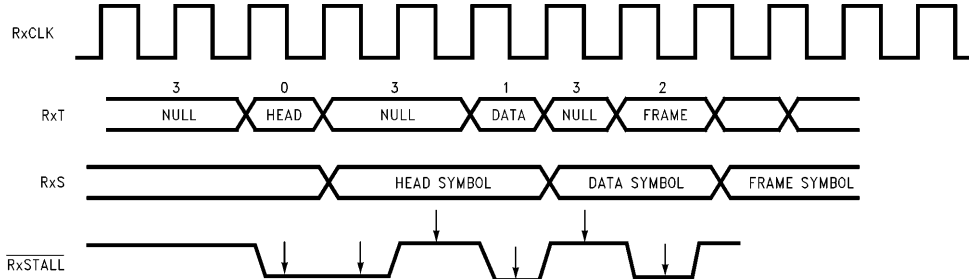 RxCLK
3 0 3 1 3 2
RxT NULL HEAD NULL DATA NULL FRAME
RxS HEAD SYMBOL DATA SYMBOL FRAME SYMBOL
RxSTALL